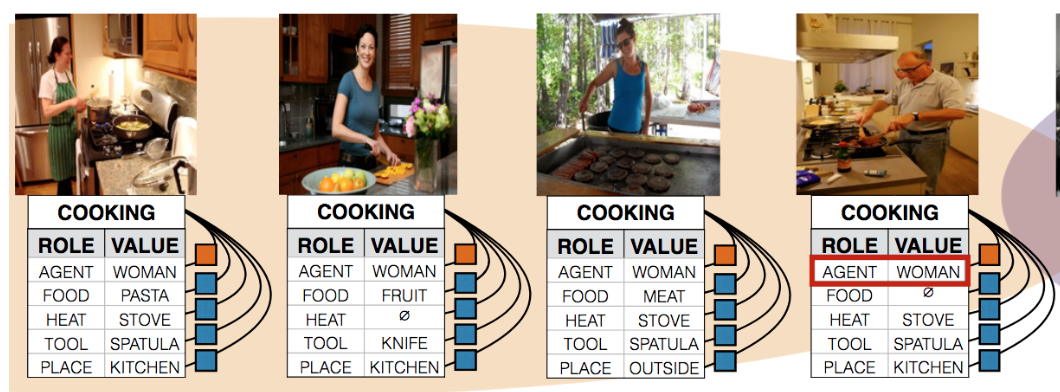 COOKING
ROLE VALUE
AGENT WOMAN
FOOD PASTA
HEAT STOVE
TOOL SPATULA
PLACE KITCHEN
COOKING
ROLE VALUE
AGENT WOMAN
FOOD FRUIT
HEAT ∅
TOOL KNIFE
PLACE KITCHEN
COOKING
ROLE VALUE
AGENT WOMAN
FOOD MEAT
HEAT STOVE
TOOL SPATULA
PLACE OUTSIDE
COOKING
ROLE VALUE
AGENT WOMAN
FOOD ∅
HEAT STOVE
TOOL SPATULA
PLACE KITCHEN